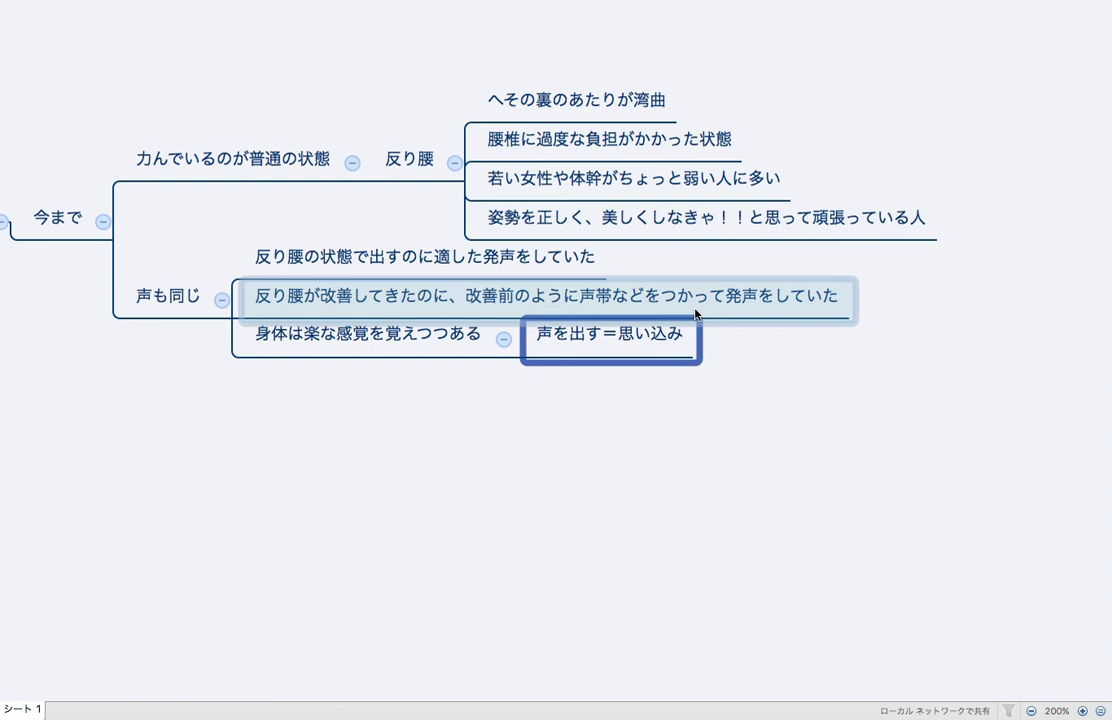 へその裏のあたりが湾曲
腰椎に過度な負担がかかった状態
力んでいるのが普通の状態
反り腰
若い女性や体幹がちょっと弱い人に多い
今まで
姿勢を正しく、美しくしなきゃ！！と思って頑張っている人
反り腰の状態で出すのに適した発声をしていた
声も同じ
反り腰が改善してきたのに、改善前のように声帯などをつかって発声をしていた
身体は楽な感覚を覚えつつある
声を出す＝思い込み
シート 1
ローカル ネットワークで共有
200%